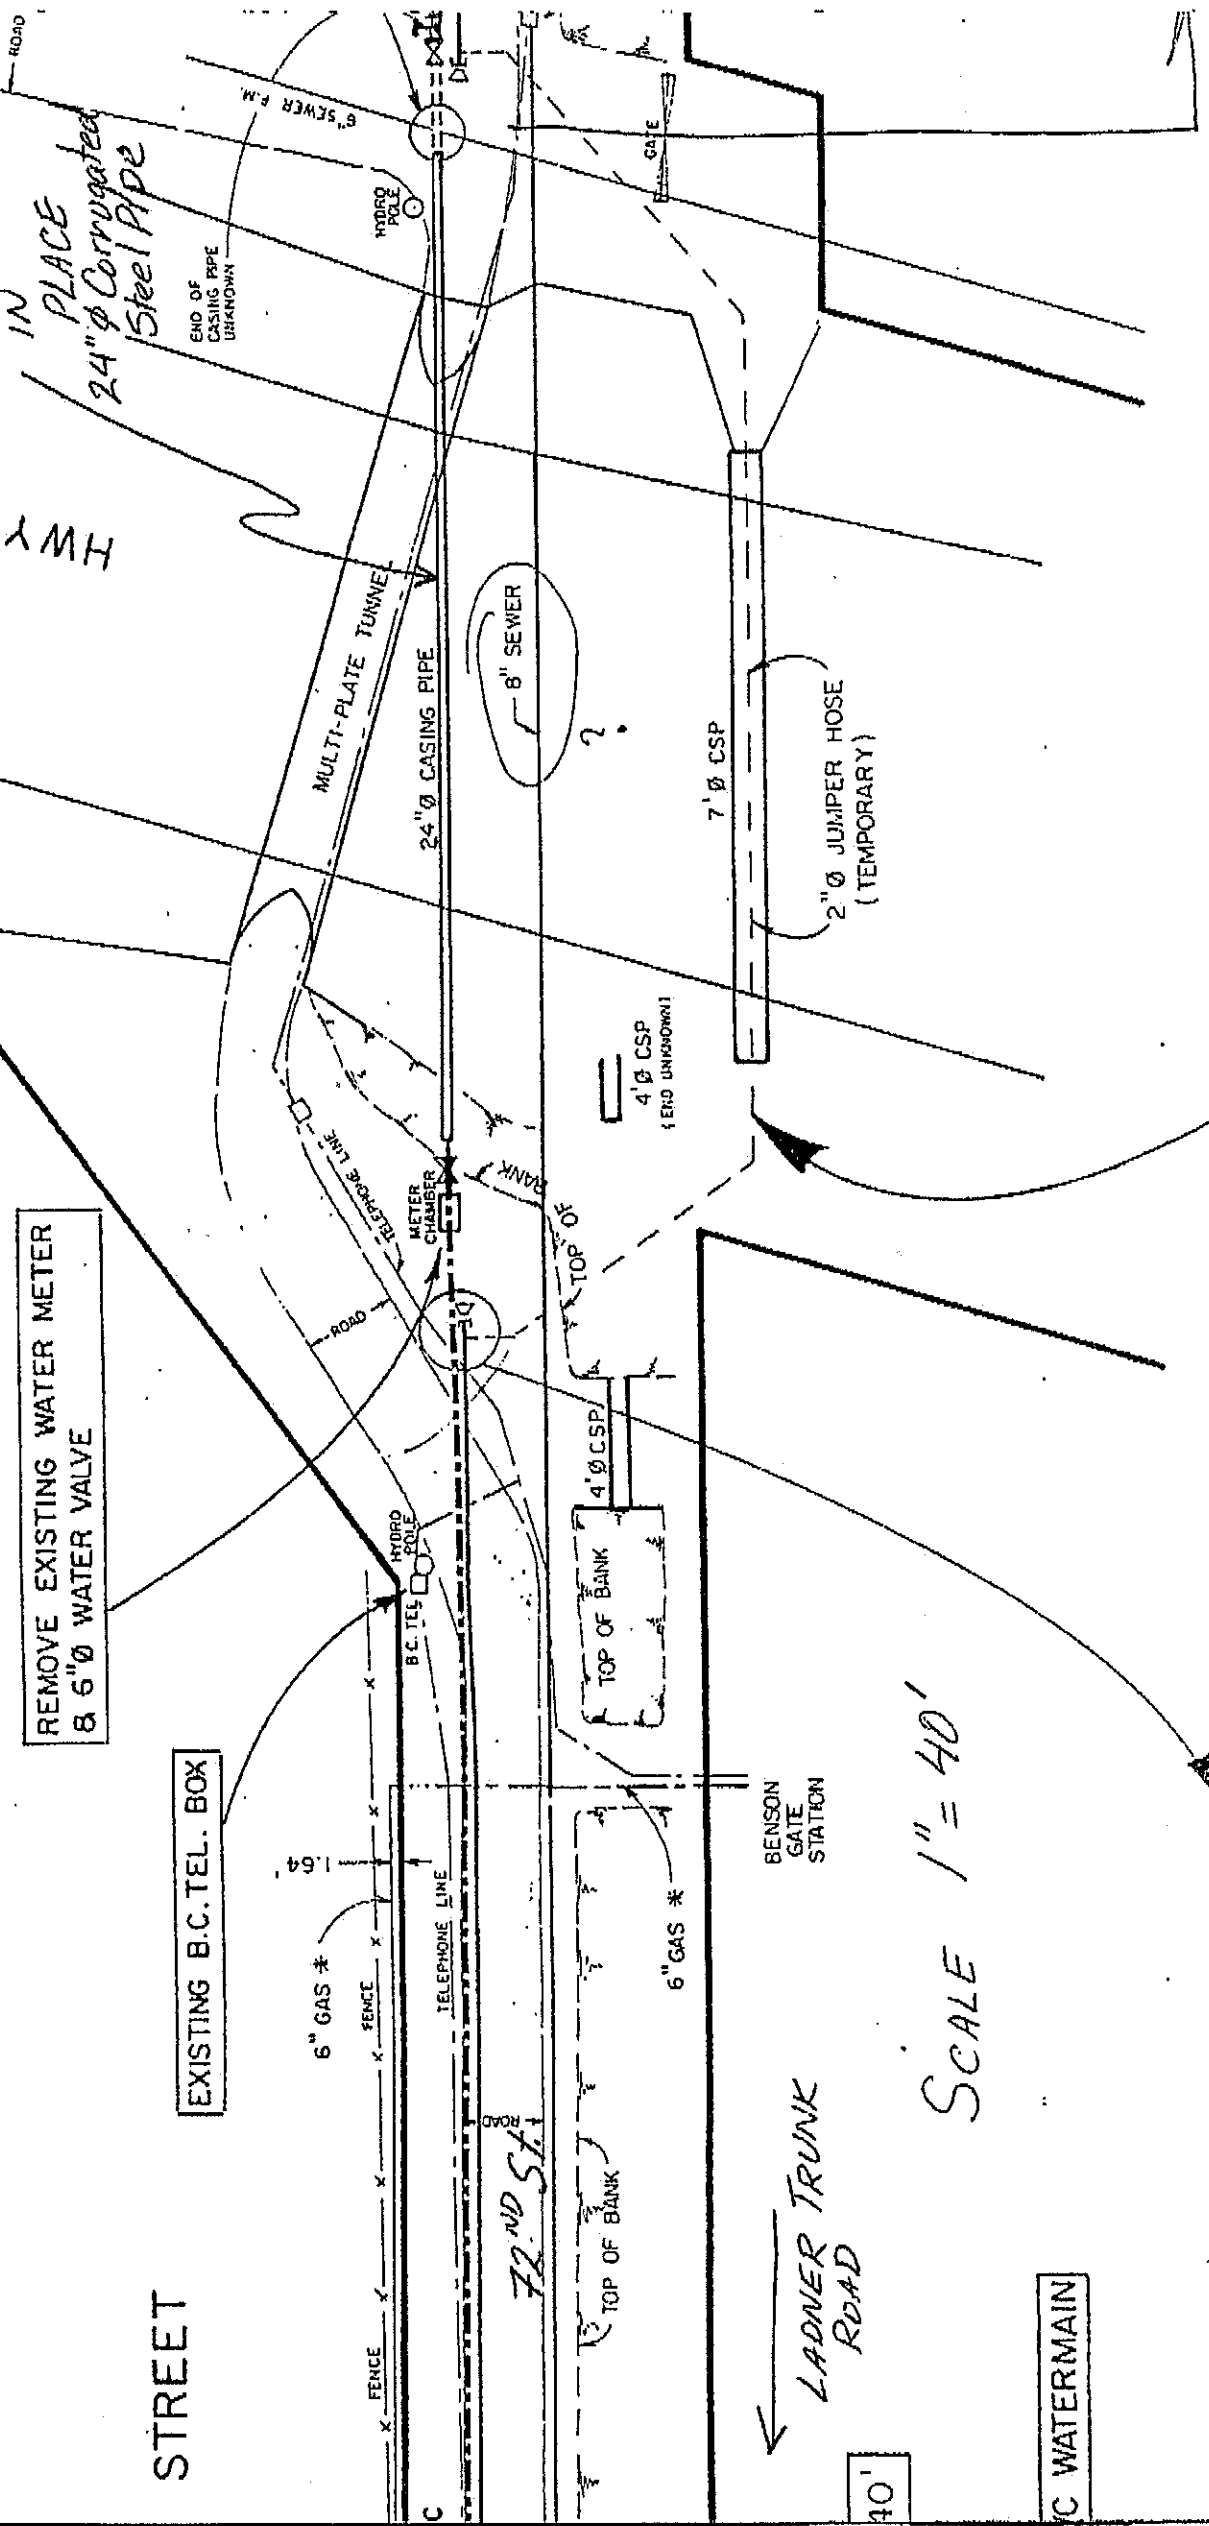 STREET
REMOVE EXISTING WATER METER
& 6"Ø WATER VALVE
EXISTING B.C. TEL. BOX
IN
PLACE
24"ø Corrugated
Steel Pipe
HWY
ROAD
6" SEWER F.M.
END OF
CASING PIPE
UNKNOWN
HYDRO
POLE
GATE
MULTI-PLATE TUNNEL
24"Ø CASING PIPE
8" SEWER
?
7'Ø CSP
2"Ø JUMPER HOSE
(TEMPORARY)
4'Ø CSP
(END UNKNOWN)
TELEPHONE LINE
METER
CHAMBER
TOP OF BANK
ROAD
HYDRO
POLE
B.C. TEL
4'Ø CSP
TOP OF BANK
1.64'
6" GAS *
FENCE
FENCE
TELEPHONE LINE
6" GAS *
BENSON
GATE
STATION
ROAD
72ND St.
TOP OF BANK
C
LADNER TRUNK
ROAD
SCALE 1" = 40'
40'
C WATERMAIN